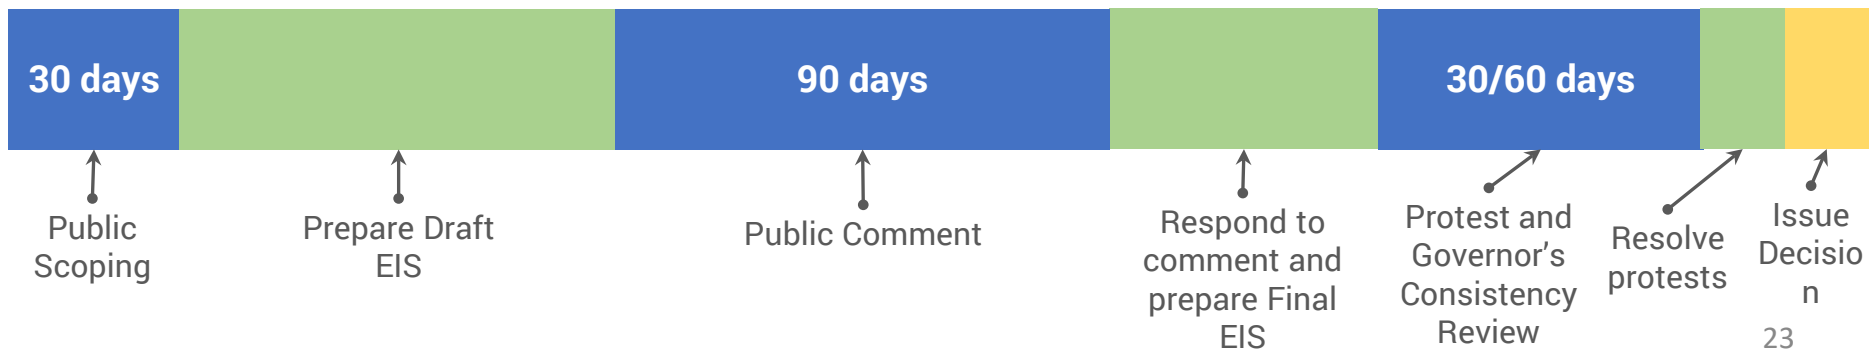 30 days
90 days
30/60 days
Public
Scoping
Prepare Draft
EIS
Public Comment
Respond to
comment and
prepare Final
EIS
Protest and
Governor's
Consistency
Review
Resolve
protests
Issue
Decisio
n
23